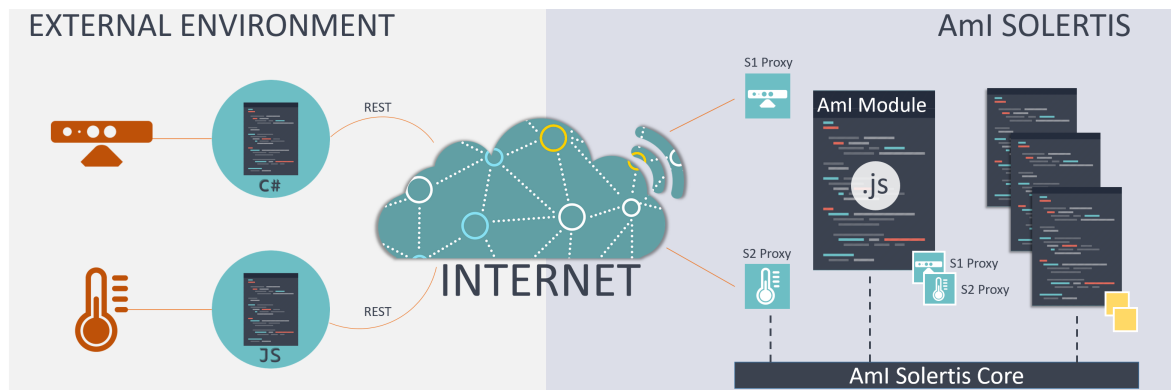 EXTERNAL ENVIRONMENT
AmI SOLERTIS
S1 Proxy
REST
AmI Module
C#
.js
INTERNET
S2 Proxy
S1 Proxy
S2 Proxy
REST
JS
AmI Solertis Core